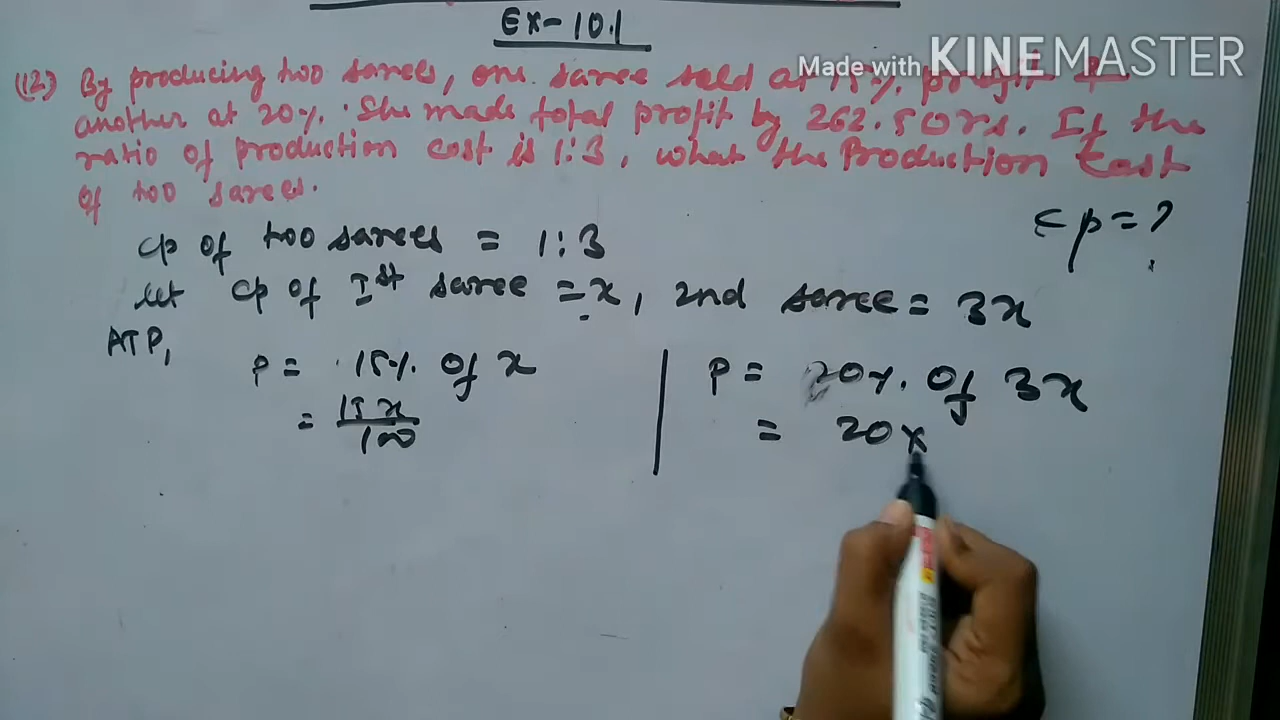 Ex-10.1
Made with KINEMASTER
(12) By producing two sarees, one saree sold at 15% profit &
another at 20%. She made total profit by 262.50rs. If the
ratio of production cost is 1:3, what the Production Cost
of two sarees.
cp of two sarees = 1:3
cp = ?
let cp of Ist saree = x, 2nd saree = 3x
ATP,
P = 15% of x
= 15x/100
P = 20% of 3x
= 20x